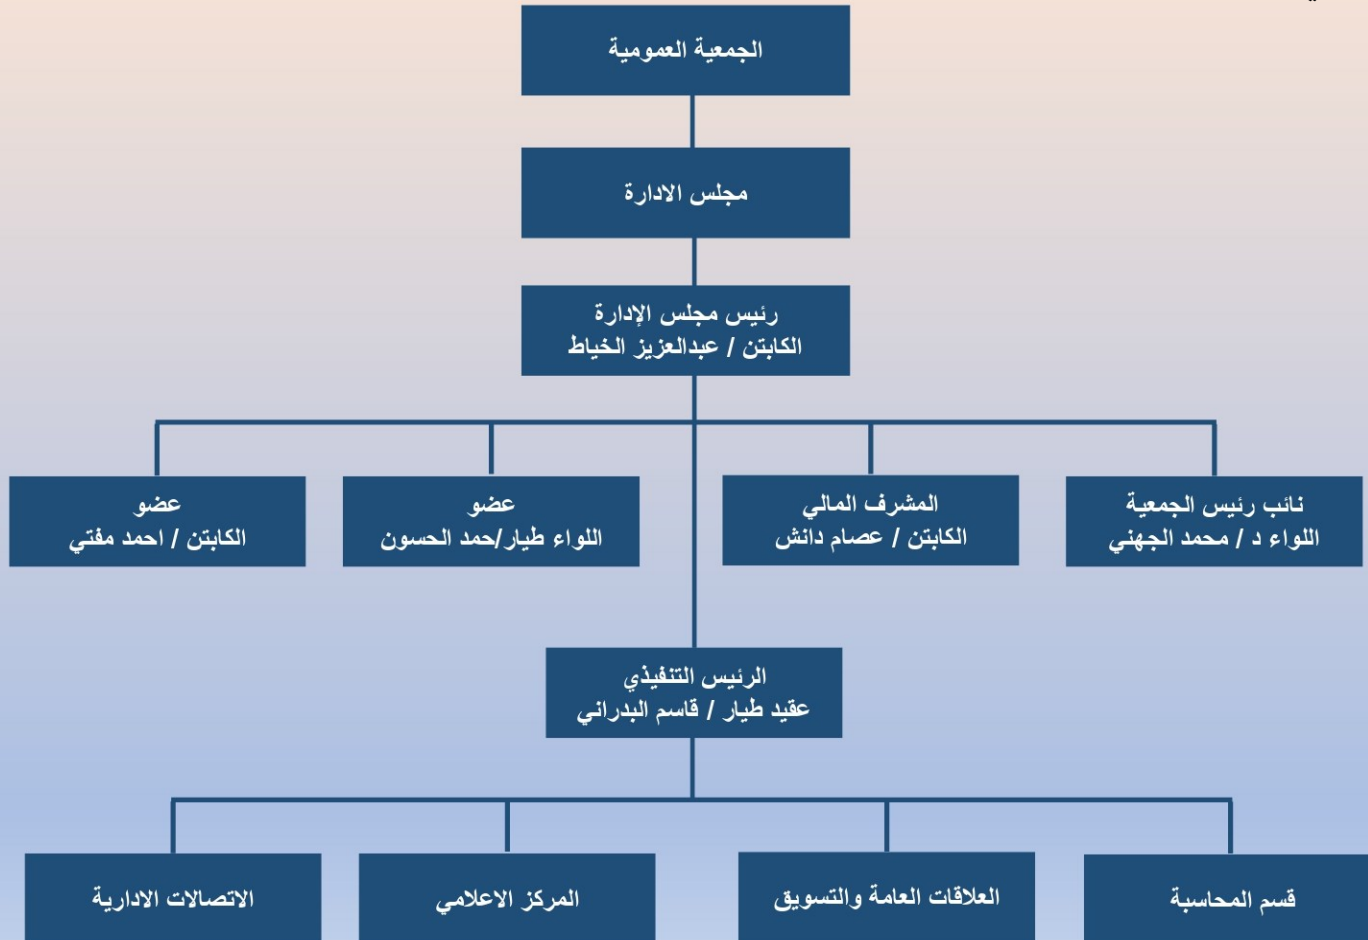 الجمعية العمومية
مجلس الادارة
رئيس مجلس الإدارة
الكابتن / عبدالعزيز الخياط
نائب رئيس الجمعية
اللواء د / محمد الجهني
المشرف المالي
الكابتن / عصام دانش
عضو
اللواء طيار/حمد الحسون
عضو
الكابتن / احمد مفتي
الرئيس التنفيذي
عقيد طيار / قاسم البدراني
قسم المحاسبة
العلاقات العامة والتسويق
المركز الاعلامي
الاتصالات الادارية